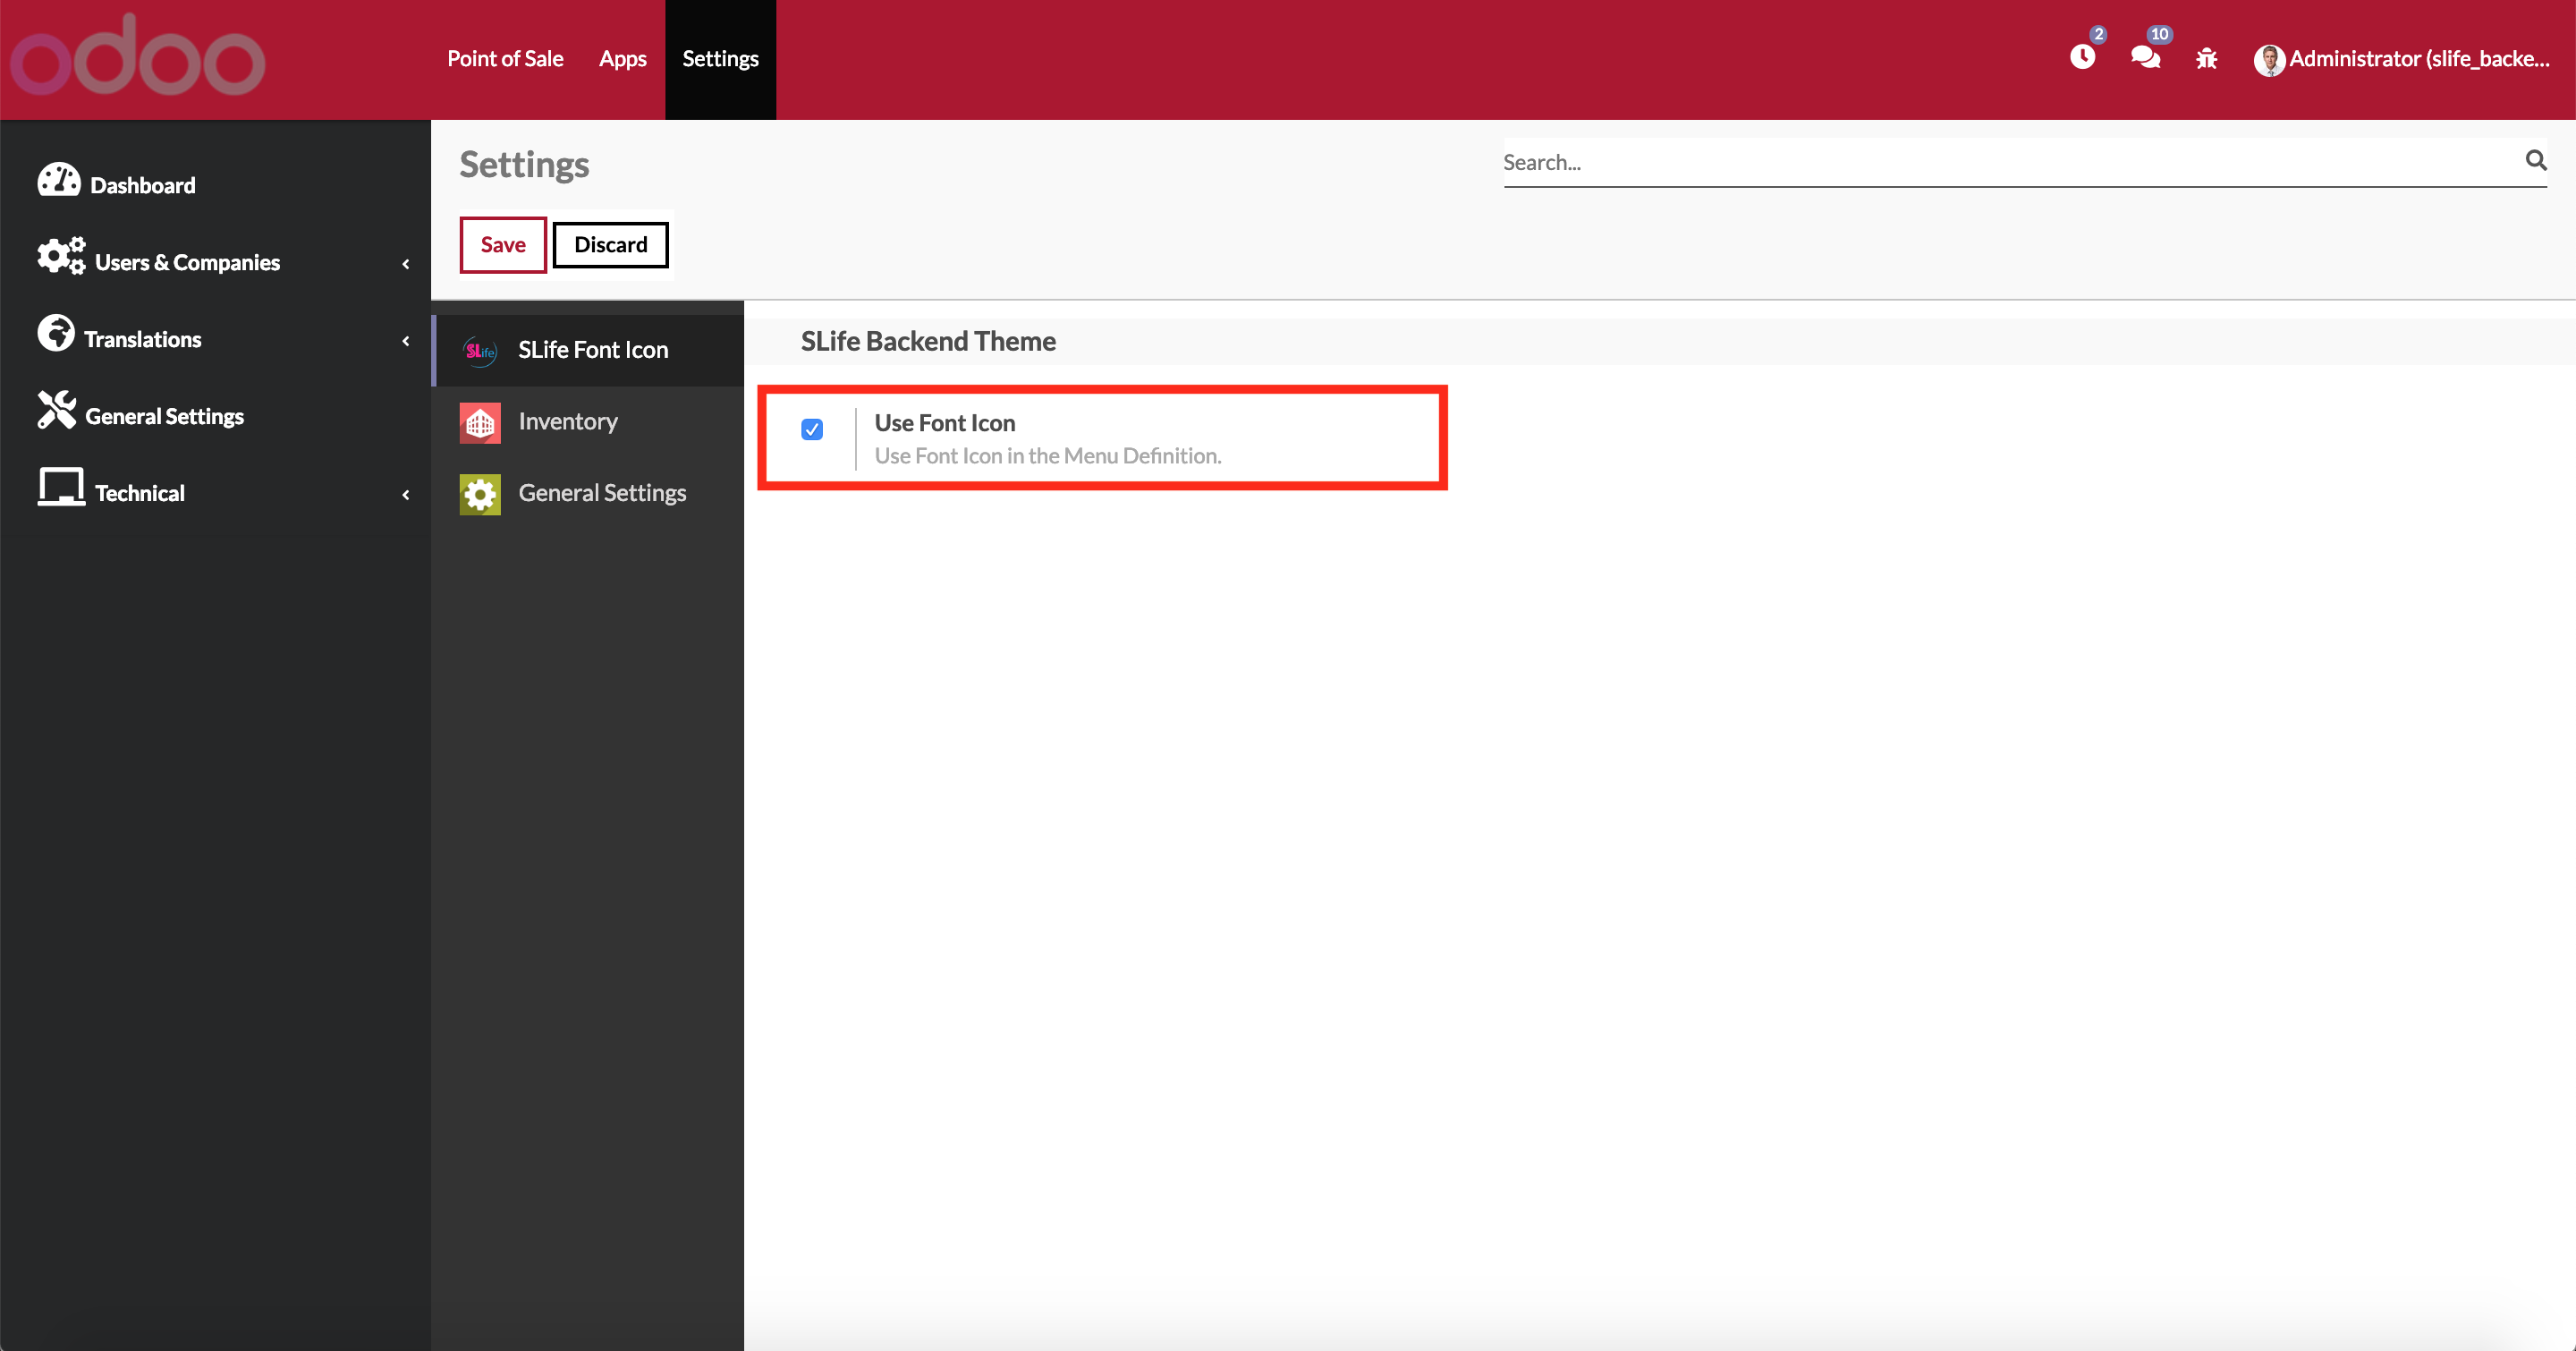 odoo
Point of Sale Apps Settings
2
10
Administrator (slife_backe...
Dashboard
Users & Companies
Translations
General Settings
Technical
Settings
Search...
Save Discard
SLife SLife Font Icon
Inventory
General Settings
SLife Backend Theme
Use Font Icon
Use Font Icon in the Menu Definition.